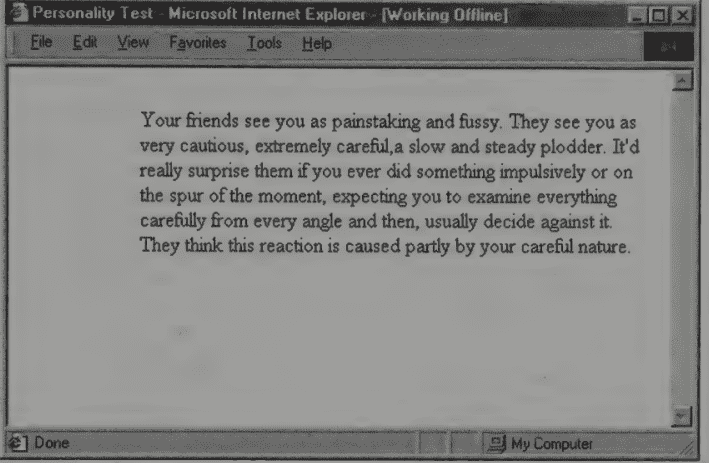 Personality Test - Microsoft Internet Explorer - [Working Offline]
File Edit View Favorites Tools Help
Your friends see you as painstaking and fussy. They see you as
very cautious, extremely careful,a slow and steady plodder. It'd
really surprise them if you ever did something impulsively or on
the spur of the moment, expecting you to examine everything
carefully from every angle and then, usually decide against it.
They think this reaction is caused partly by your careful nature.
Done My Computer